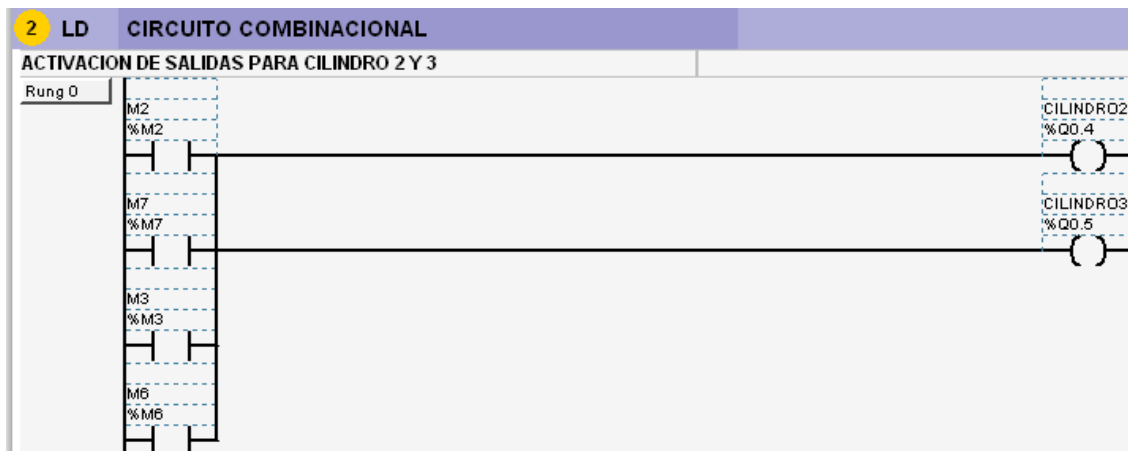 2 LD CIRCUITO COMBINACIONAL
ACTIVACION DE SALIDAS PARA CILINDRO 2 Y 3
Rung 0
M2 CILINDRO2
%M2 %Q0.4
M7 CILINDRO3
%M7 %Q0.5
M3
%M3
M6
%M6